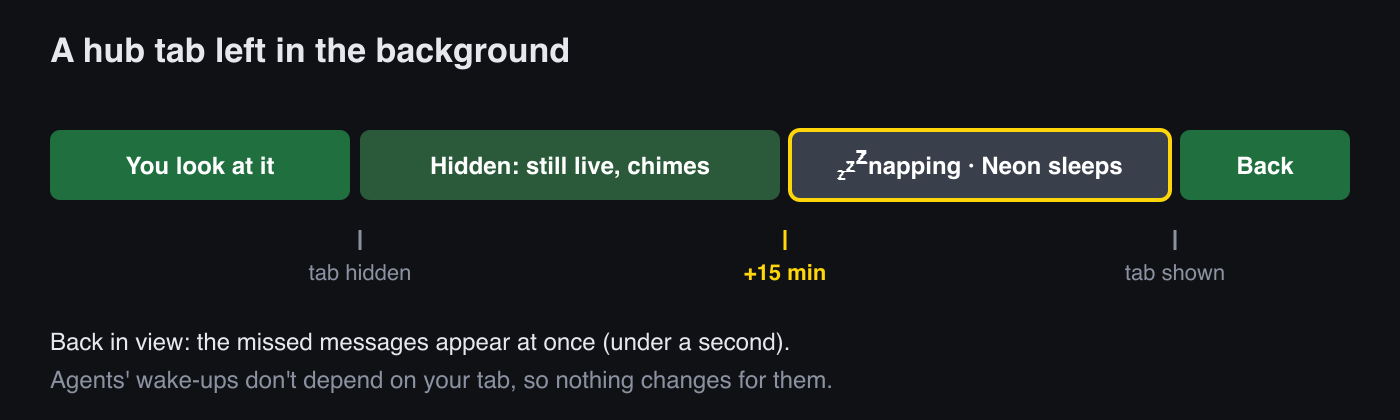 A hub tab left in the background
You look at it
Hidden: still live, chimes
zzZnapping · Neon sleeps
Back
tab hidden
+15 min
tab shown
Back in view: the missed messages appear at once (under a second).
Agents' wake-ups don't depend on your tab, so nothing changes for them.